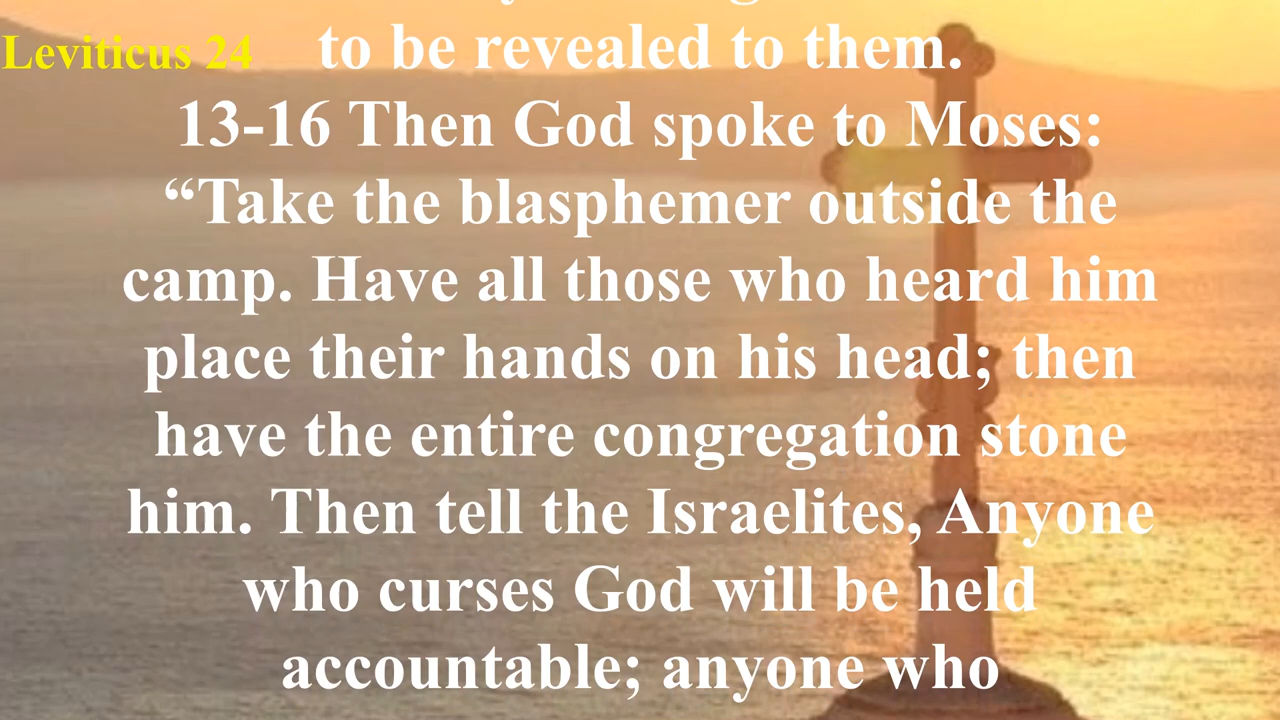 Leviticus 24
to be revealed to them.
13-16 Then God spoke to Moses:
“Take the blasphemer outside the
camp. Have all those who heard him
place their hands on his head; then
have the entire congregation stone
him. Then tell the Israelites, Anyone
who curses God will be held
accountable; anyone who